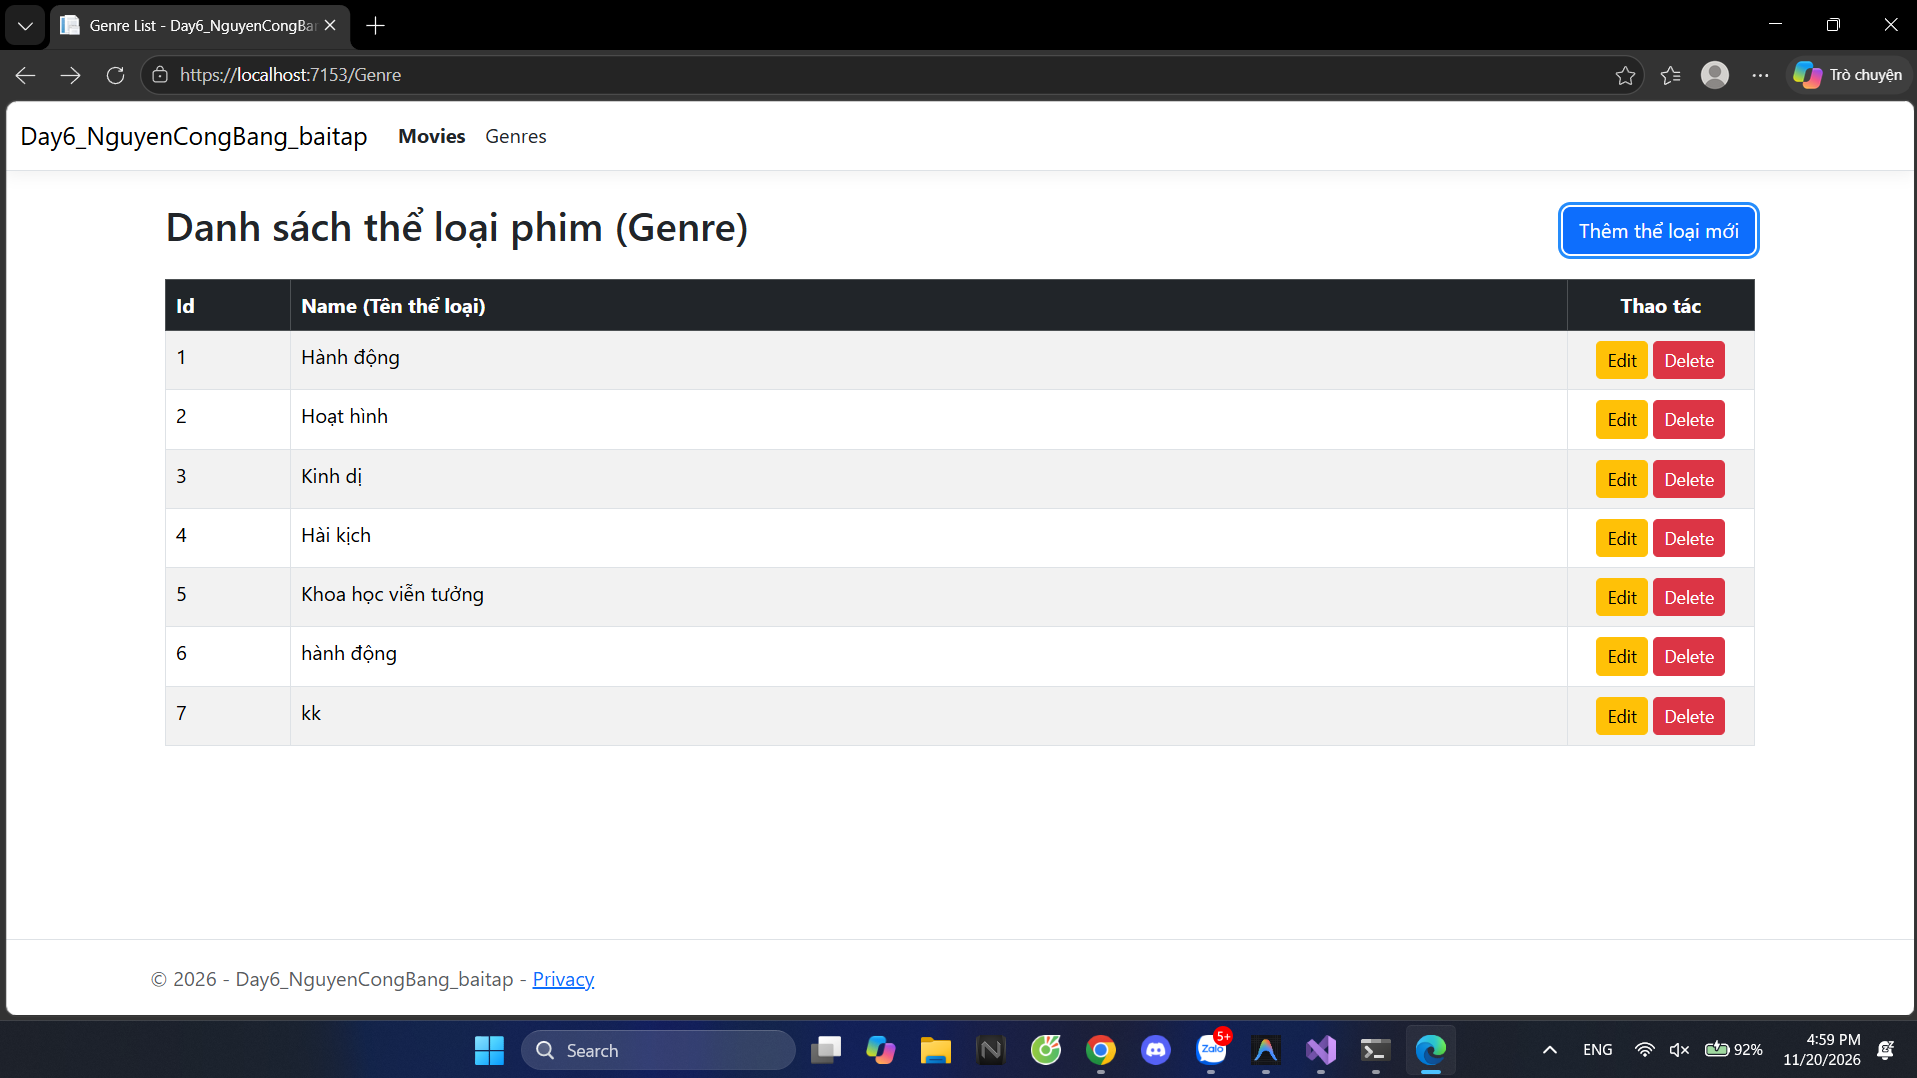 Genre List - Day6_NguyenCongBa
https://localhost:7153/Genre
Trò chuyện
Day6_NguyenCongBang_baitap Movies Genres
Danh sách thể loại phim (Genre)
Thêm thể loại mới
Id Name (Tên thể loại) Thao tác
1 Hành động Edit Delete
2 Hoạt hình Edit Delete
3 Kinh dị Edit Delete
4 Hài kịch Edit Delete
5 Khoa học viễn tưởng Edit Delete
6 hành động Edit Delete
7 kk Edit Delete
© 2026 - Day6_NguyenCongBang_baitap - Privacy
Search
Zalo
5+
ENG
92%
4:59 PM
11/20/2026